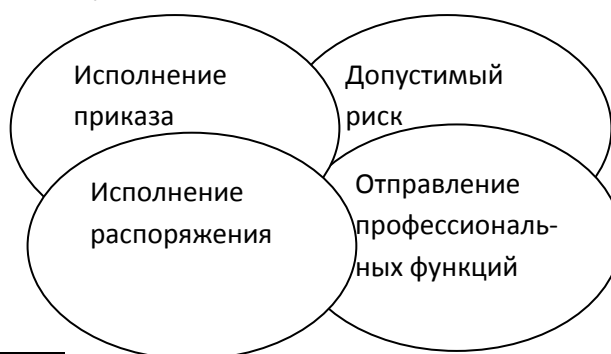 Исполнение
приказа
Допустимый
риск
Исполнение
распоряжения
Отправление
профессиональ-
ных функций